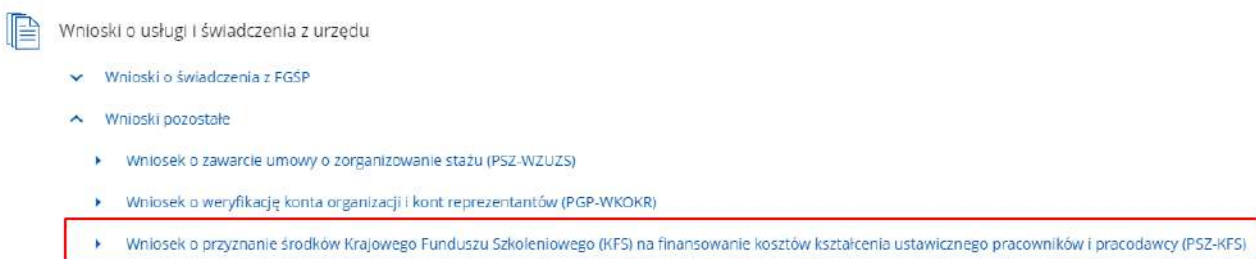 Wnioski o usługi i świadczenia z urzędu
Wnioski o świadczenia z FGŚP
Wnioski pozostałe
Wniosek o zawarcie umowy o zorganizowanie stażu (PSZ-WZUZS)
Wniosek o weryfikację konta organizacji i kont reprezentantów (PGP-WKOKR)
Wniosek o przyznanie środków Krajowego Funduszu Szkoleniowego (KFS) na finansowanie kosztów kształcenia ustawicznego pracowników i pracodawcy (PSZ-KFS)